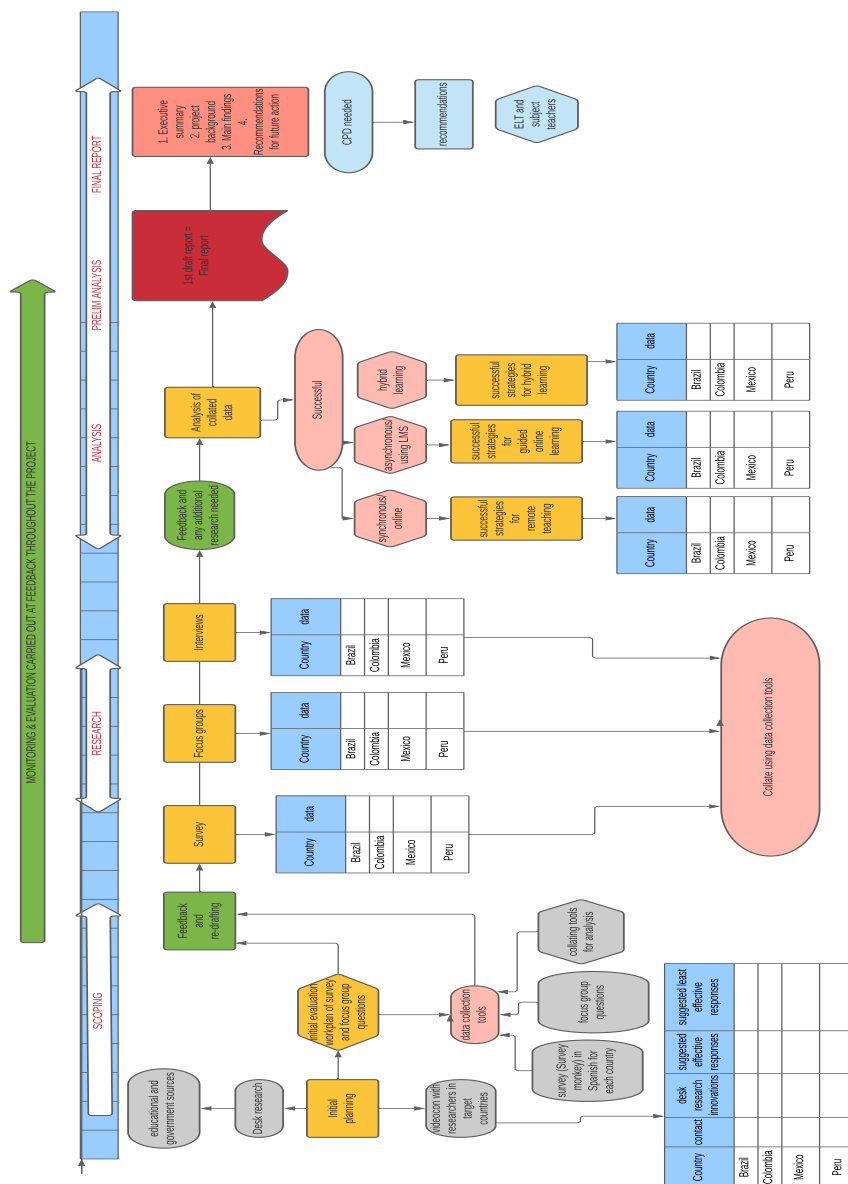 MONITORING & EVALUATION CARRIED OUT AT FEEDBACK THROUGHOUT THE PROJECT
SCOPING
RESEARCH
ANALYSIS
PRELIM ANALYSIS
FINAL REPORT
educational and
government sources
Desk research
Initial
planning
videocon with
researchers in
target
countries
Initial evaluation
workplan of survey
and focus group
questions
data collection
tools
survey (Survey
monkey) in
Spanish for
each country
focus group
questions
collating tools
for analysis
Country
contact
desk
research
innovations
suggested
effective
responses
suggested least
effective
responses
Brazil
Colombia
Mexico
Peru
Feedback
and
re-drafting
Survey
Focus groups
Interviews
Country
data
Brazil
Colombia
Mexico
Peru
Country
data
Brazil
Colombia
Mexico
Peru
Country
data
Brazil
Colombia
Mexico
Peru
Collate using data collection tools
Feedback and
any additional
research needed
Analysis of
collated
data
Successful
synchronous/
online
asynchronous/
using LMS
hybrid
learning
successful
strategies
for
remote
teaching
successful
strategies
for
guided
online
learning
successful
strategies
for hybrid
learning
Country
data
Brazil
Colombia
Mexico
Peru
Country
data
Brazil
Colombia
Mexico
Peru
Country
data
Brazil
Colombia
Mexico
Peru
1st draft report =
Final report
1. Executive
summary
2. project
background
3. Main findings
4.
Recommendations
for future action
CPD needed
recommendations
ELT and
subject
teachers